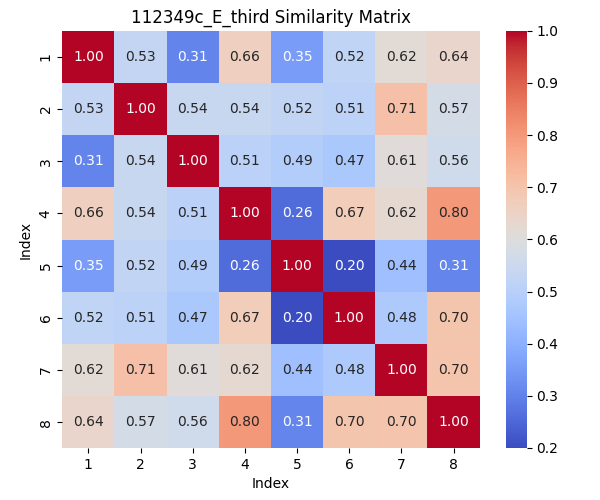 112349c_E_third Similarity Matrix
1 1.00 0.53 0.31 0.66 0.35 0.52 0.62 0.64
2 0.53 1.00 0.54 0.54 0.52 0.51 0.71 0.57
3 0.31 0.54 1.00 0.51 0.49 0.47 0.61 0.56
4 0.66 0.54 0.51 1.00 0.26 0.67 0.62 0.80
5 0.35 0.52 0.49 0.26 1.00 0.20 0.44 0.31
6 0.52 0.51 0.47 0.67 0.20 1.00 0.48 0.70
7 0.62 0.71 0.61 0.62 0.44 0.48 1.00 0.70
8 0.64 0.57 0.56 0.80 0.31 0.70 0.70 1.00
1 2 3 4 5 6 7 8
Index
Index
1.0
0.9
0.8
0.7
0.6
0.5
0.4
0.3
0.2